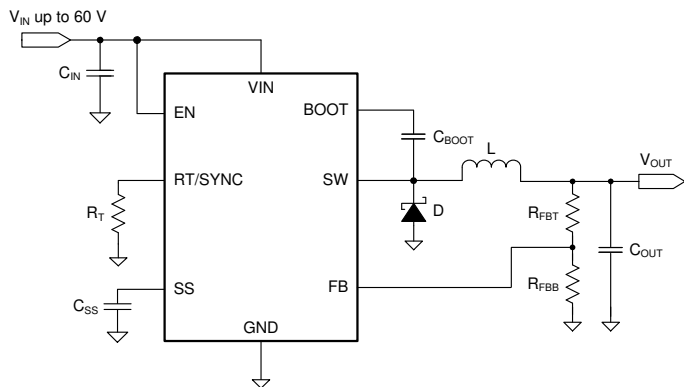 V_IN up to 60 V
C_IN
VIN
EN
BOOT
C_BOOT
L
RT/SYNC
SW
V_OUT
R_T
D
R_FBT
C_OUT
SS
FB
R_FBB
C_SS
GND